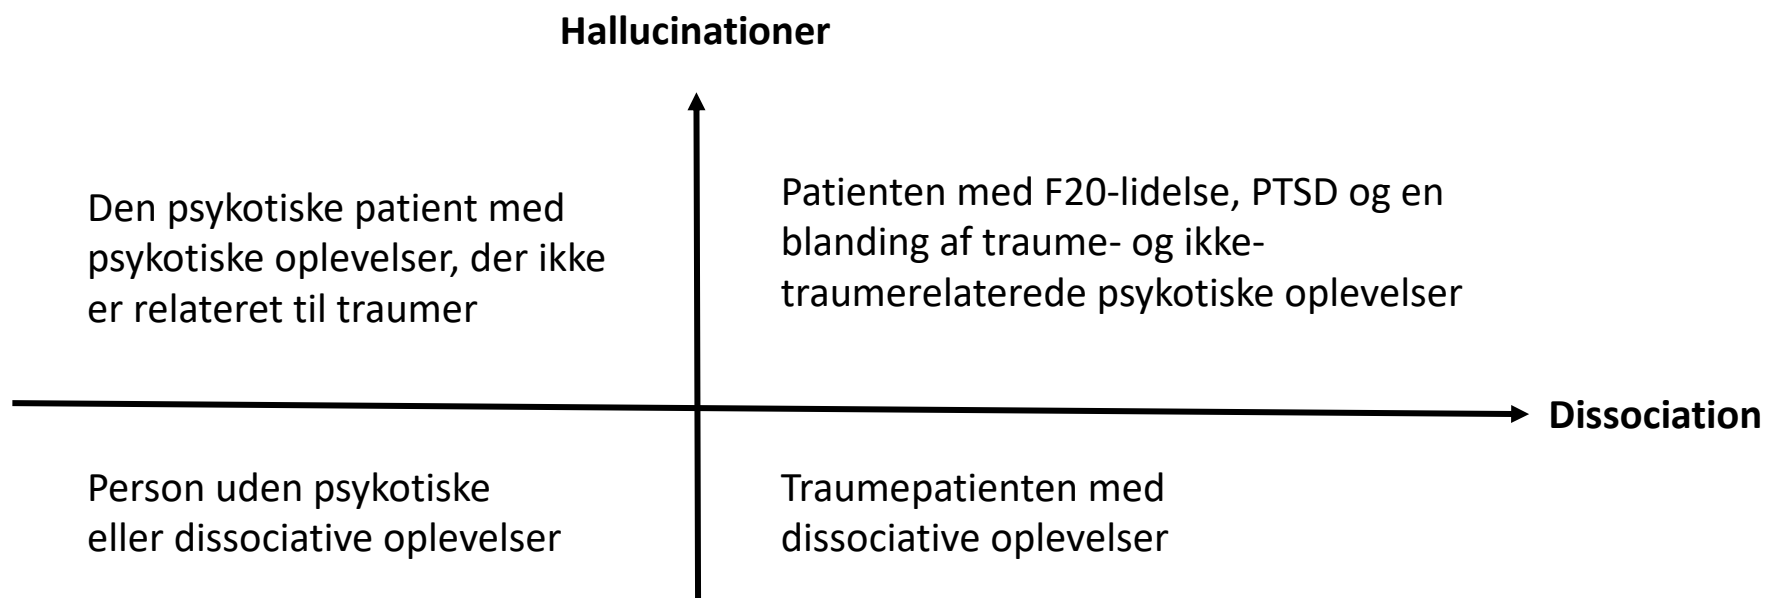 Hallucinationer
Den psykotiske patient med
psykotiske oplevelser, der ikke
er relateret til traumer
Patienten med F20-lidelse, PTSD og en
blanding af traume- og ikke-
traumerelaterede psykotiske oplevelser
Dissociation
Person uden psykotiske
eller dissociative oplevelser
Traumepatienten med
dissociative oplevelser